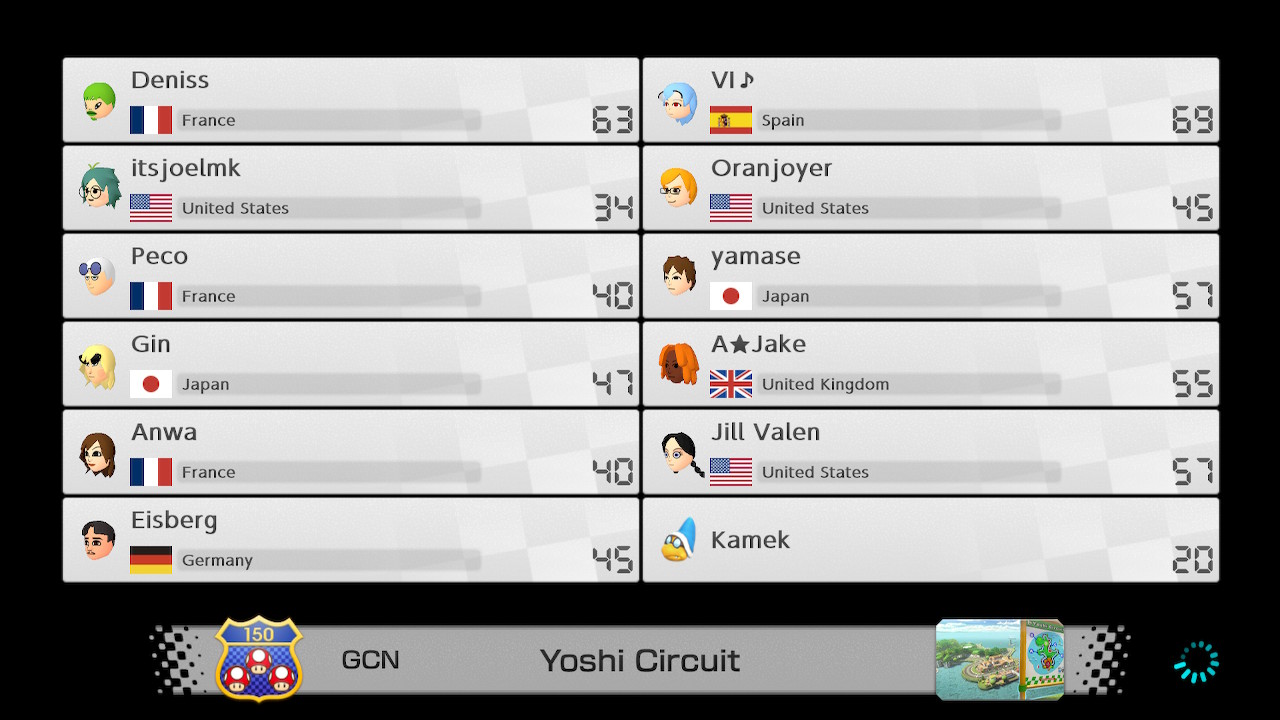 Deniss
France
63
VI♪
Spain
69
itsjoelmk
United States
34
Oranjoyer
United States
45
Peco
France
40
yamase
Japan
57
Gin
Japan
47
A★Jake
United Kingdom
55
Anwa
France
40
Jill Valen
United States
57
Eisberg
Germany
45
Kamek
20
150
GCN
Yoshi Circuit